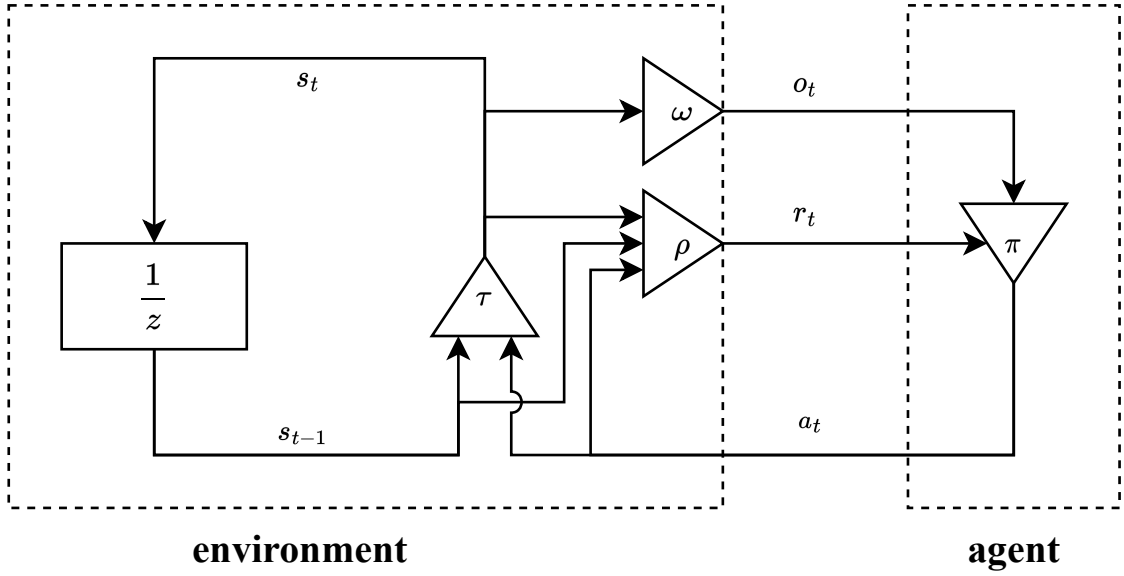 s_t
o_t
ω
r_t
ρ
π
1
z
τ
s_{t−1}
a_t
environment
agent